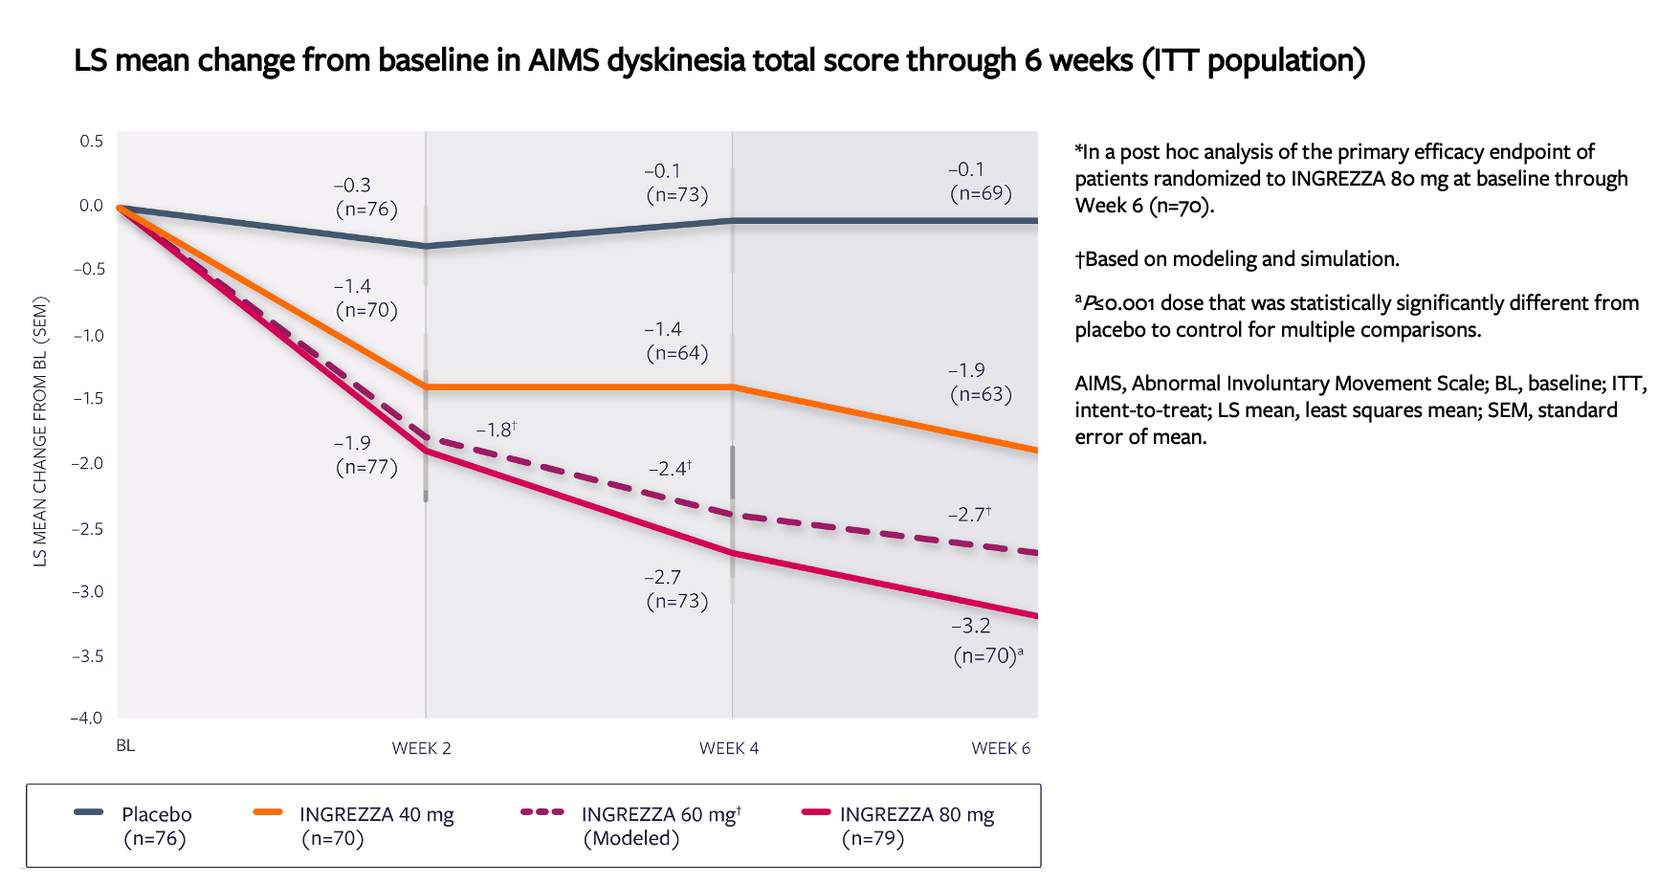 LS mean change from baseline in AIMS dyskinesia total score through 6 weeks (ITT population)
LS MEAN CHANGE FROM BL (SEM)
0.5
0.0
–0.5
–1.0
–1.5
–2.0
–2.5
–3.0
–3.5
–4.0
–0.3
(n=76)
–0.1
(n=73)
–0.1
(n=69)
–1.4
(n=70)
–1.4
(n=64)
–1.9
(n=63)
–1.9
(n=77)
–1.8†
–2.4†
–2.7†
–2.7
(n=73)
–3.2
(n=70)ᵃ
BL
WEEK 2
WEEK 4
WEEK 6
Placebo
(n=76)
INGREZZA 40 mg
(n=70)
INGREZZA 60 mg†
(Modeled)
INGREZZA 80 mg
(n=79)
*In a post hoc analysis of the primary efficacy endpoint of
patients randomized to INGREZZA 80 mg at baseline through
Week 6 (n=70).
†Based on modeling and simulation.
ᵃP≤0.001 dose that was statistically significantly different from
placebo to control for multiple comparisons.
AIMS, Abnormal Involuntary Movement Scale; BL, baseline; ITT,
intent-to-treat; LS mean, least squares mean; SEM, standard
error of mean.